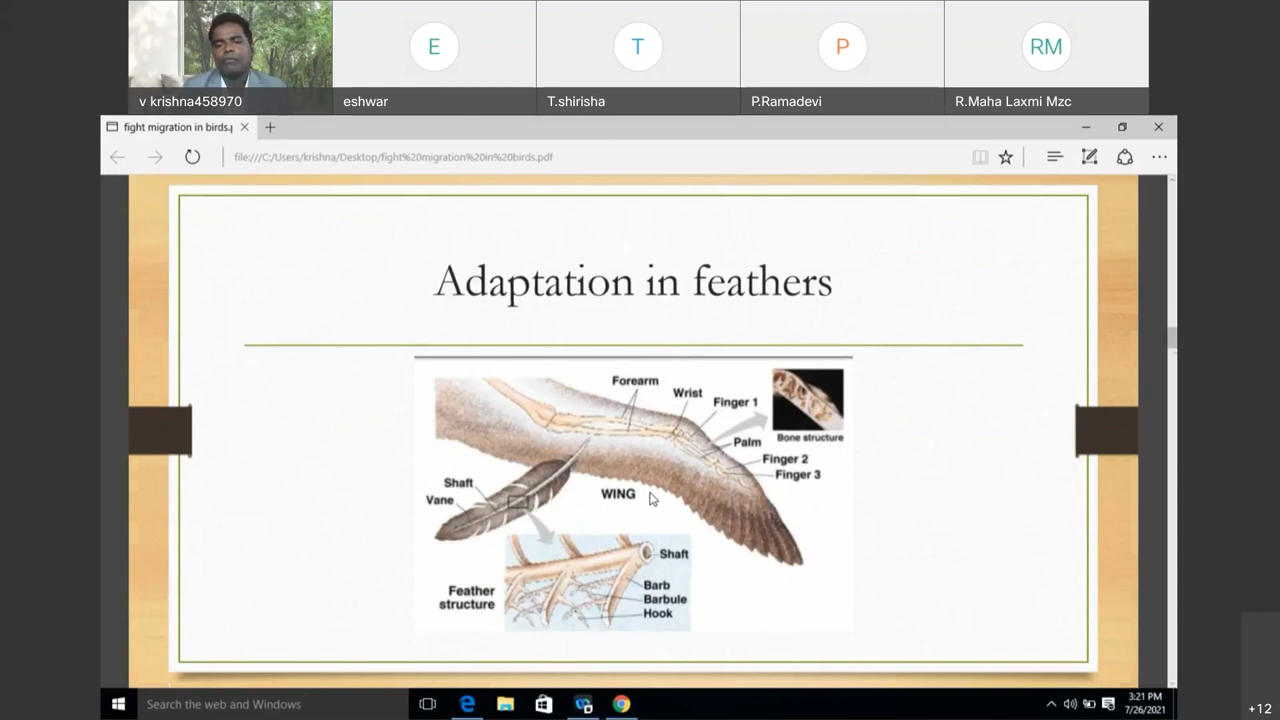 E
T
P
RM
v krishna458970
eshwar
T.shirisha
P.Ramadevi
R.Maha Laxmi Mzc
fight migration in birds.p
file:///C:/Users/krishna/Desktop/fight%20migration%20in%20birds.pdf
Adaptation in feathers
Forearm
Wrist
Finger 1
Bone structure
Palm
Finger 2
Finger 3
Shaft
Vane
WING
Shaft
Feather
structure
Barb
Barbule
Hook
Search the web and Windows
3:21 PM
7/26/2021
+12